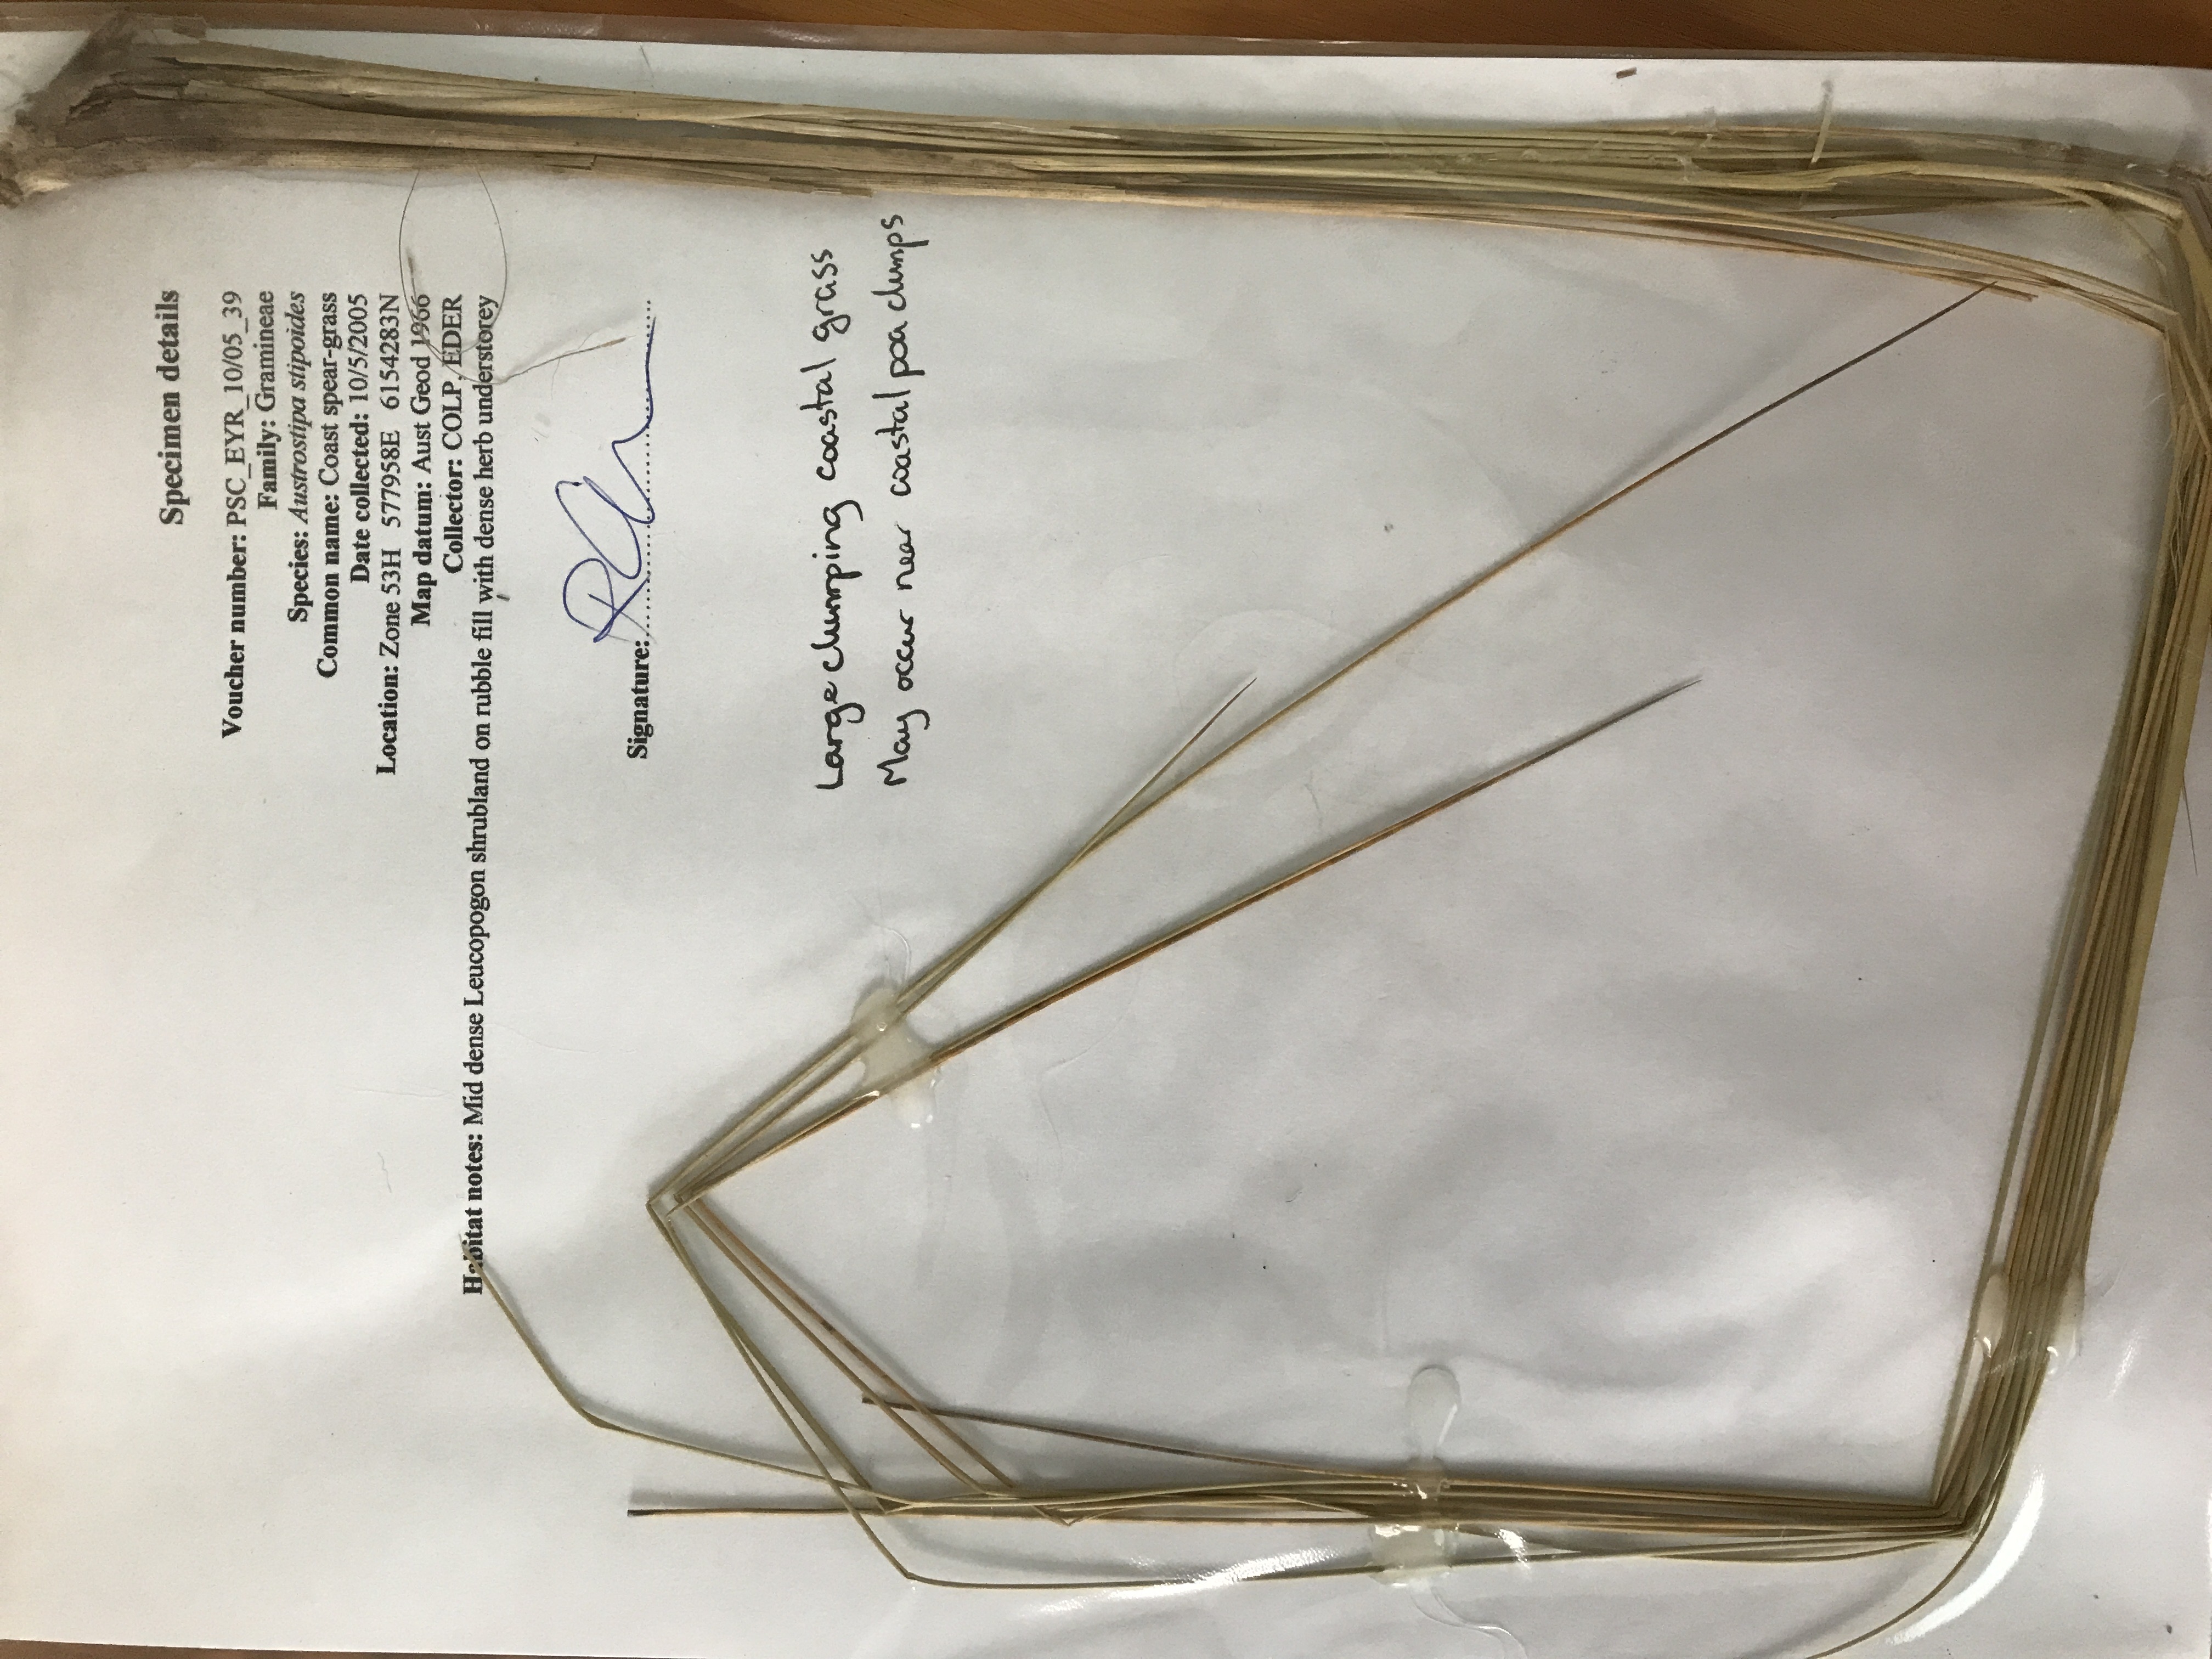 Specimen details
Voucher number: PSC_EYR_10/05_39
Family: Gramineae
Species: Austrostipa stipoides
Common name: Coast spear-grass
Date collected: 10/5/2005
Location: Zone 53H 577958E 6154283N
Map datum: Aust Geod 1966
Collector: COLP, EDER
Habitat notes: Mid dense Leucopogon shrubland on rubble fill with dense herb understorey
Signature:
Large clumping coastal grass
May occur near coastal poa clumps